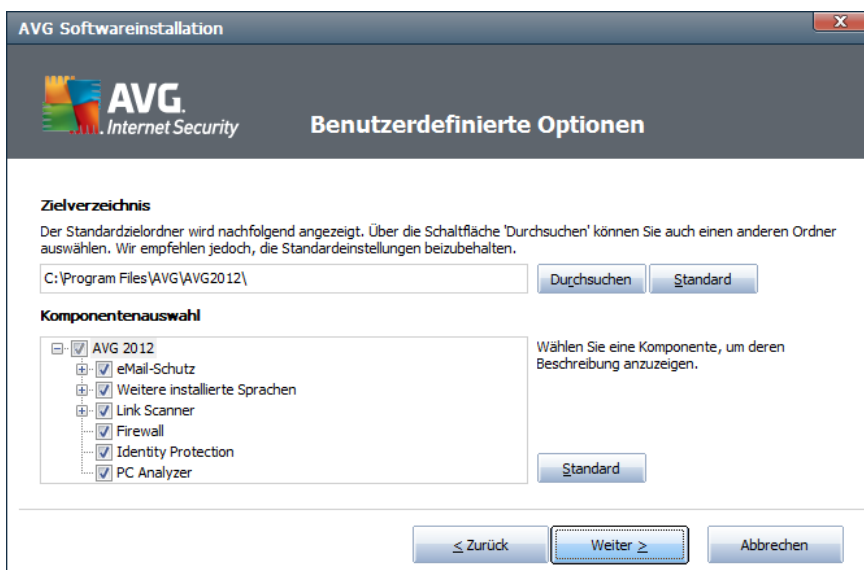 AVG Softwareinstallation
AVG.
Internet Security
Benutzerdefinierte Optionen
Zielverzeichnis
Der Standardzielordner wird nachfolgend angezeigt. Über die Schaltfläche 'Durchsuchen' können Sie auch einen anderen Ordner
auswählen. Wir empfehlen jedoch, die Standardeinstellungen beizubehalten.
C:\Program Files\AVG\AVG2012\
Durchsuchen
Standard
Komponentenauswahl
AVG 2012
eMail-Schutz
Weitere installierte Sprachen
Link Scanner
Firewall
Identity Protection
PC Analyzer
Wählen Sie eine Komponente, um deren
Beschreibung anzuzeigen.
Standard
< Zurück
Weiter >
Abbrechen